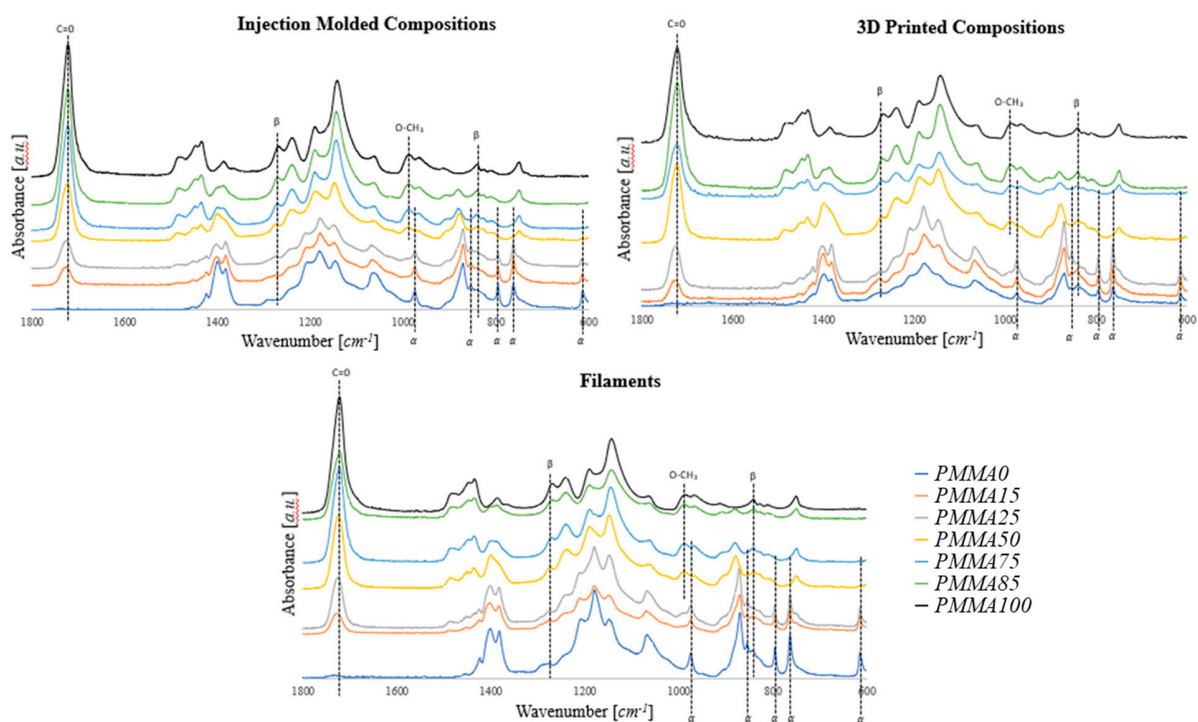 Injection Molded Compositions
C=O
β
O-CH₃
β
Absorbance [a.u.]
1800 1600 1400 1200 1000 800 600
Wavenumber [cm⁻¹]
α α α α α
3D Printed Compositions
C=O
β
O-CH₃
β
Absorbance [a.u.]
1800 1600 1400 1200 1000 800 600
Wavenumber [cm⁻¹]
α α α α α
Filaments
C=O
β
O-CH₃
β
Absorbance [a.u.]
1800 1600 1400 1200 1000 800 600
Wavenumber [cm⁻¹]
α α α α α
PMMA0
PMMA15
PMMA25
PMMA50
PMMA75
PMMA85
PMMA100